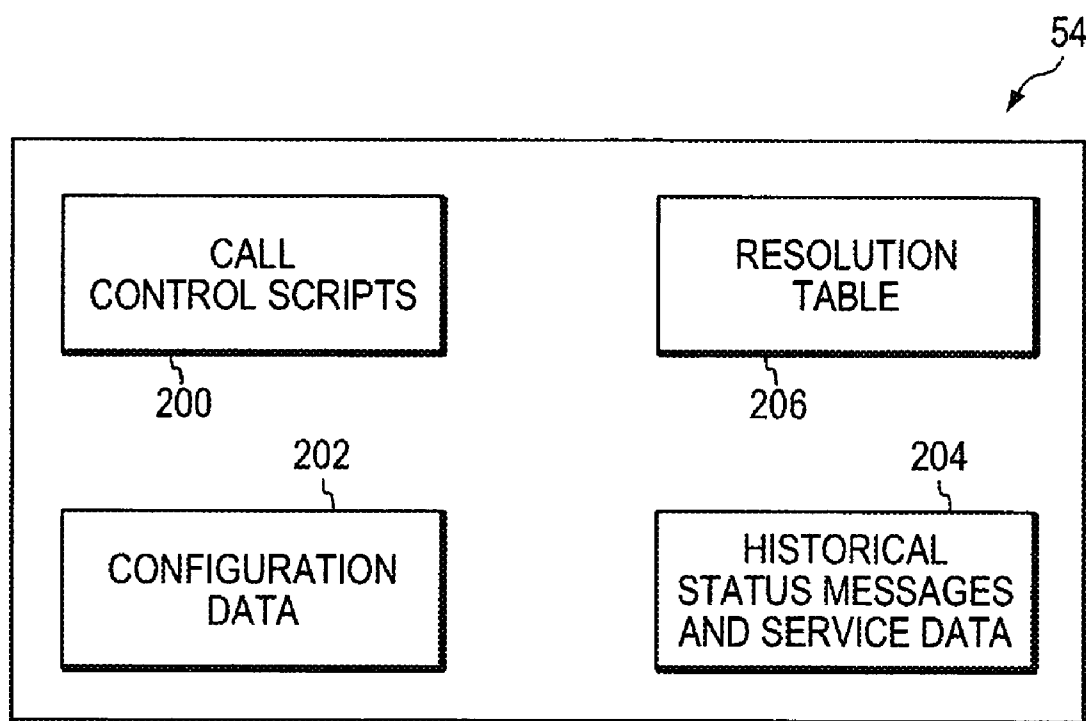 54
CALL
CONTROL SCRIPTS
200
RESOLUTION
TABLE
206
202
CONFIGURATION
DATA
204
HISTORICAL
STATUS MESSAGES
AND SERVICE DATA